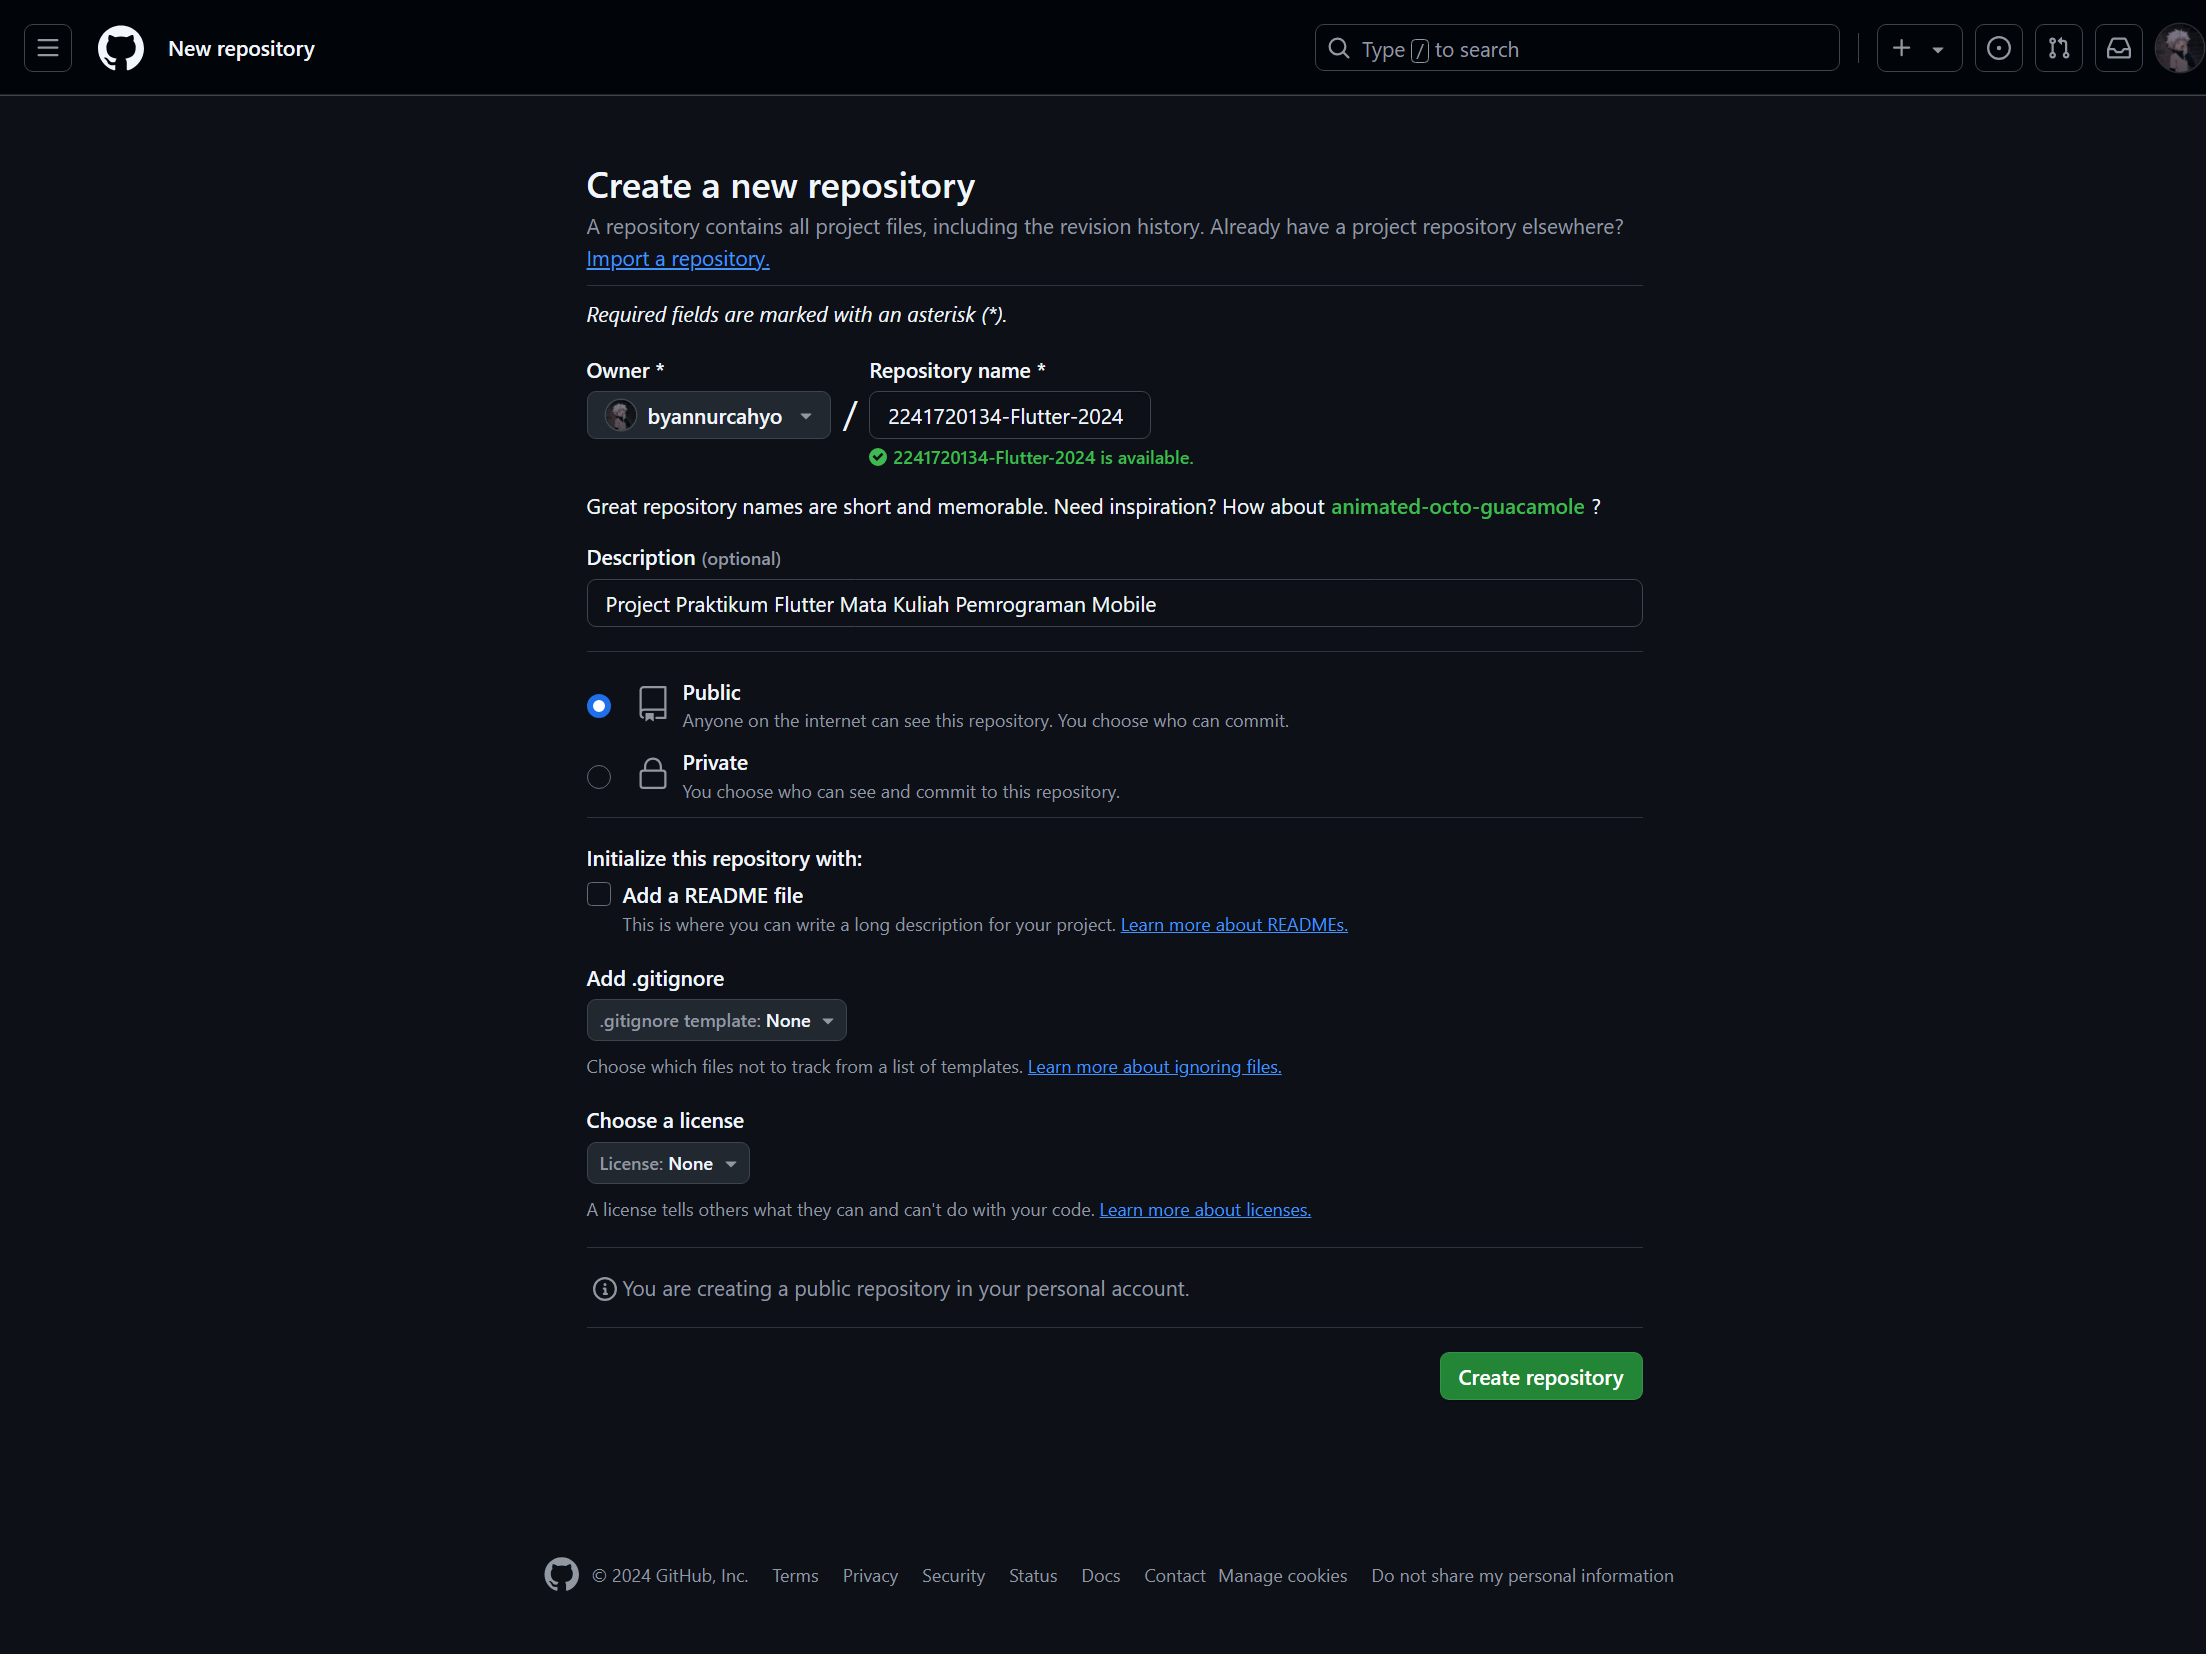 New repository
Type / to search
Create a new repository
A repository contains all project files, including the revision history. Already have a project repository elsewhere?
Import a repository.
Required fields are marked with an asterisk (*).
Owner *
Repository name *
byannurcahyo
/
2241720134-Flutter-2024
2241720134-Flutter-2024 is available.
Great repository names are short and memorable. Need inspiration? How about animated-octo-guacamole ?
Description (optional)
Project Praktikum Flutter Mata Kuliah Pemrograman Mobile
Public
Anyone on the internet can see this repository. You choose who can commit.
Private
You choose who can see and commit to this repository.
Initialize this repository with:
Add a README file
This is where you can write a long description for your project. Learn more about READMEs.
Add .gitignore
.gitignore template: None
Choose which files not to track from a list of templates. Learn more about ignoring files.
Choose a license
License: None
A license tells others what they can and can't do with your code. Learn more about licenses.
You are creating a public repository in your personal account.
Create repository
© 2024 GitHub, Inc. Terms Privacy Security Status Docs Contact Manage cookies Do not share my personal information